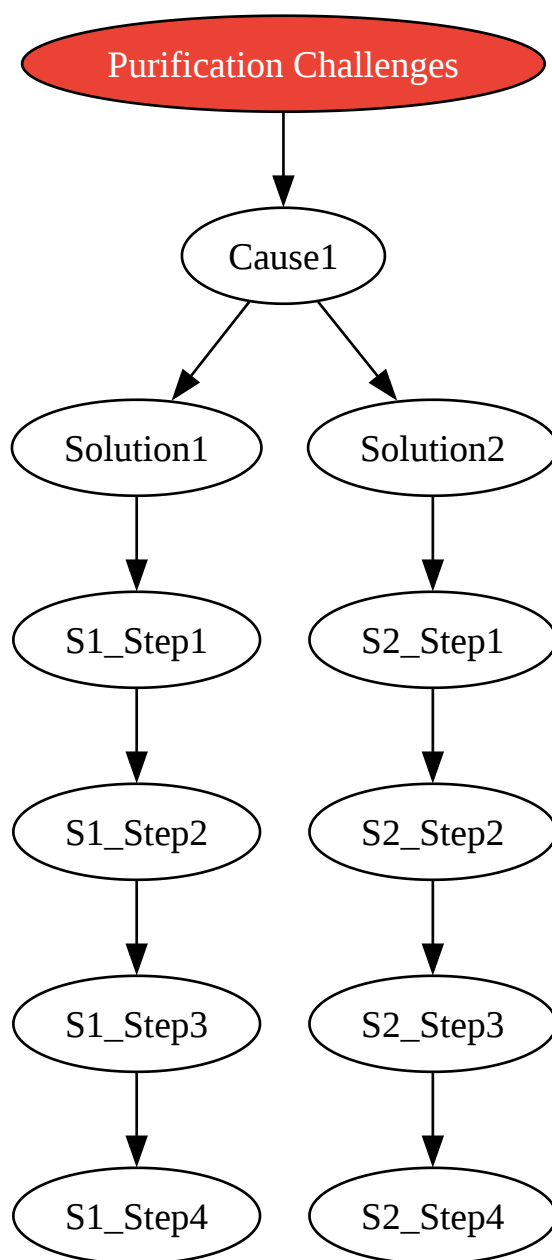 Purification Challenges
Cause1
Solution1
Solution2
S1_Step1
S2_Step1
S1_Step2
S2_Step2
S1_Step3
S2_Step3
S1_Step4
S2_Step4